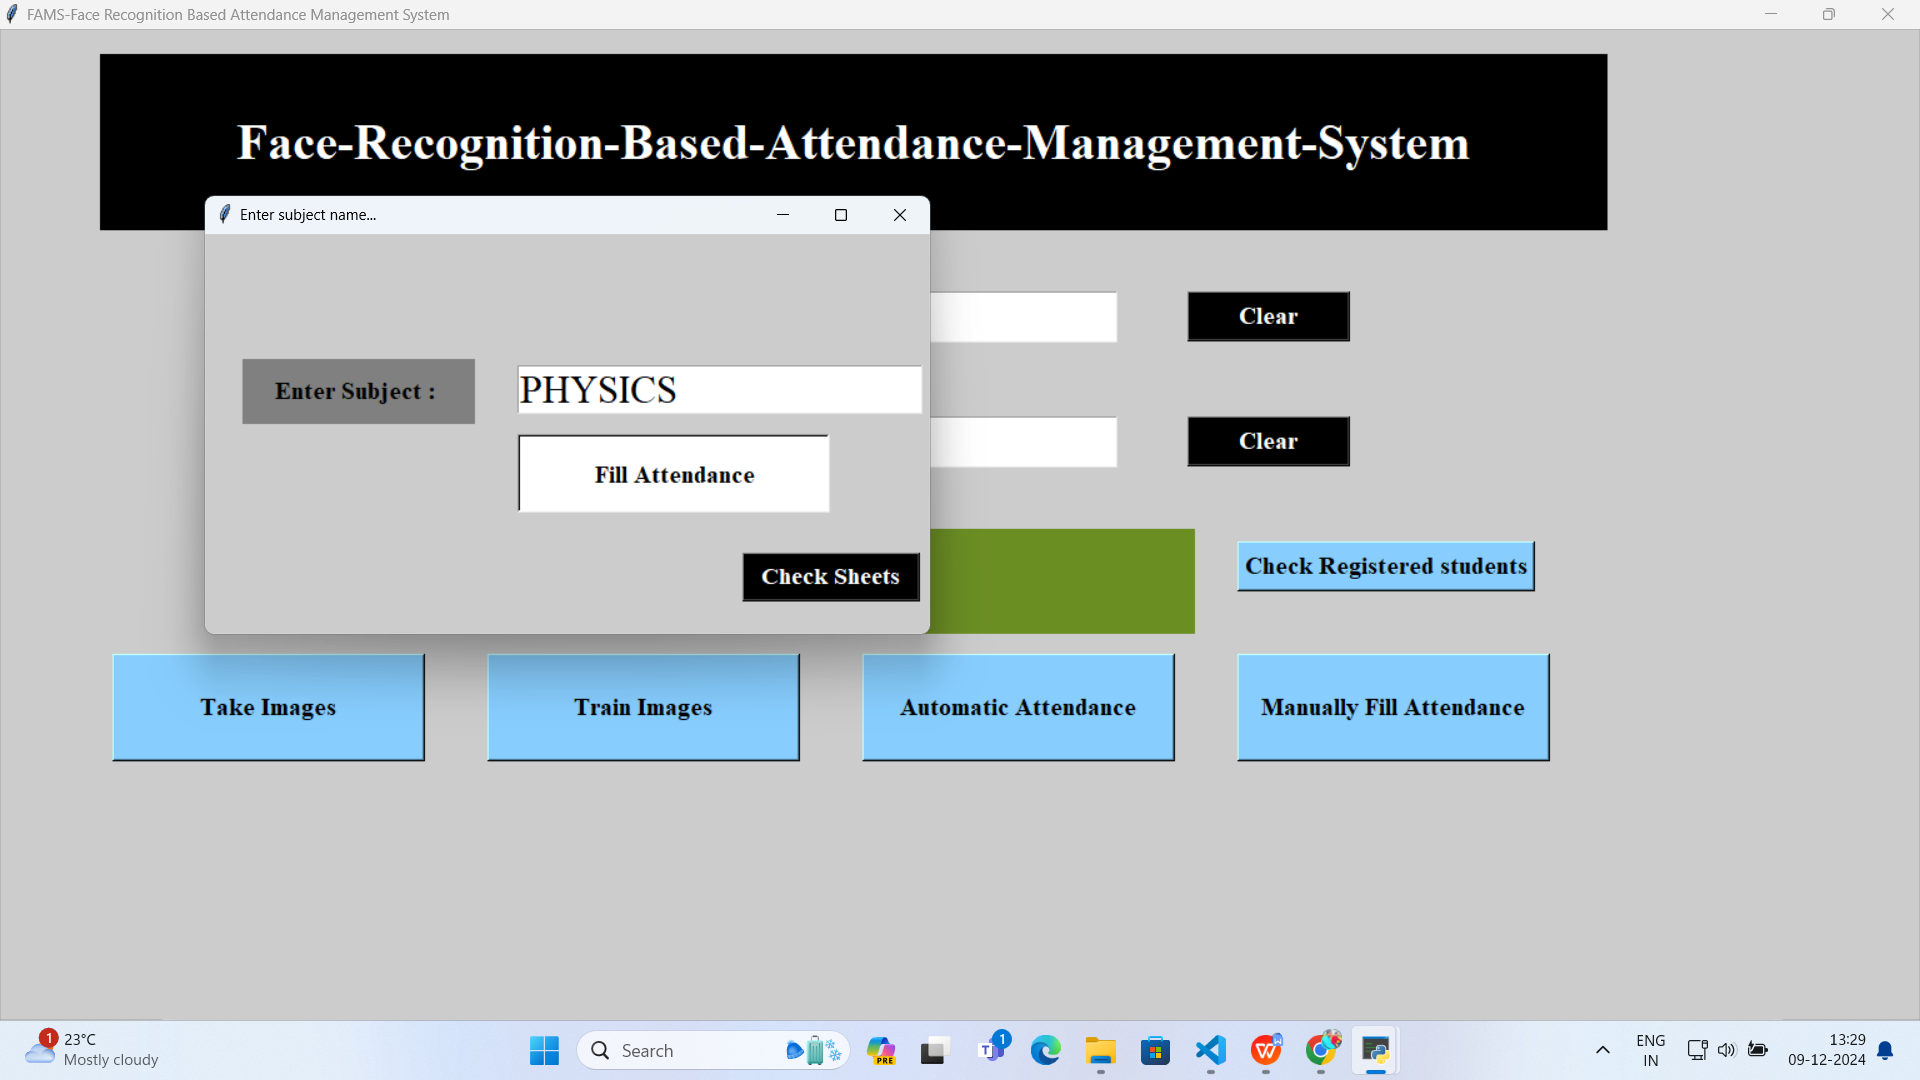 FAMS-Face Recognition Based Attendance Management System
Face-Recognition-Based-Attendance-Management-System
Enter subject name...
Clear
Enter Subject :
PHYSICS
Clear
Fill Attendance
Check Sheets
Check Registered students
Take Images
Train Images
Automatic Attendance
Manually Fill Attendance
1
23°C
Mostly cloudy
Search
PRE
1
ENG
IN
13:29
09-12-2024